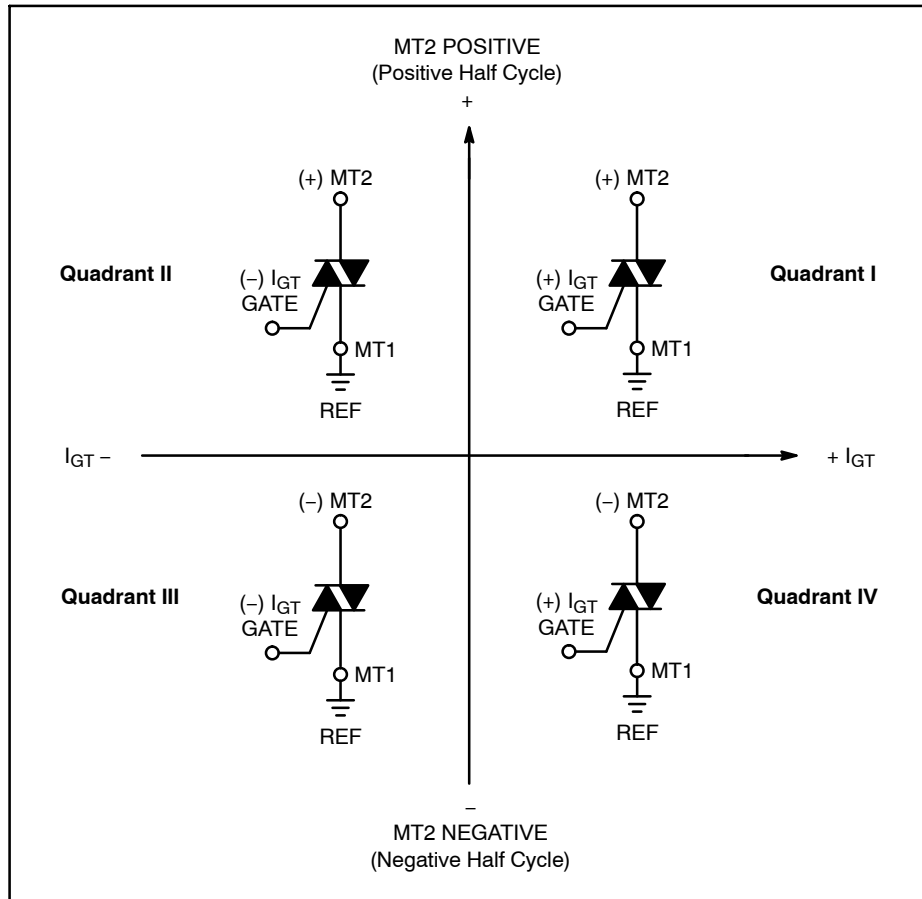 MT2 POSITIVE
(Positive Half Cycle)
+
(+) MT2
(+) MT2
Quadrant II
(−) IGT
GATE
(+) IGT
GATE
Quadrant I
MT1
MT1
REF
REF
IGT −
+ IGT
(−) MT2
(−) MT2
Quadrant III
(−) IGT
GATE
(+) IGT
GATE
Quadrant IV
MT1
MT1
REF
REF
−
MT2 NEGATIVE
(Negative Half Cycle)